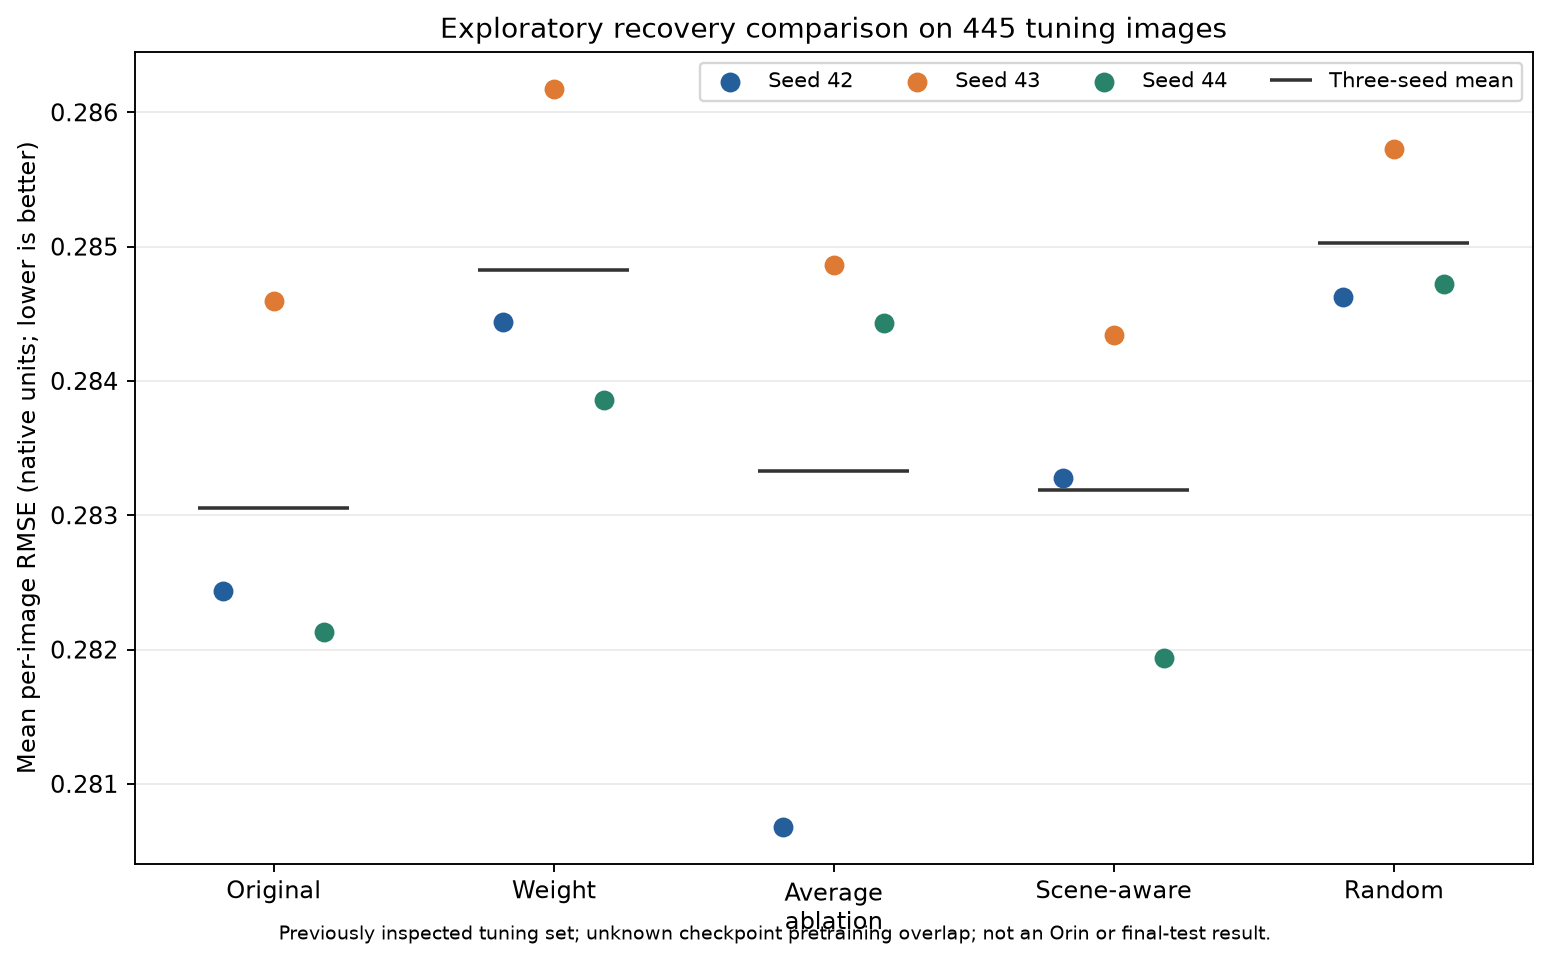 Exploratory recovery comparison on 445 tuning images
Seed 42
Seed 43
Seed 44
Three-seed mean
Mean per-image RMSE (native units; lower is better)
0.286
0.285
0.284
0.283
0.282
0.281
Original
Weight
Average
ablation
Scene-aware
Random
Previously inspected tuning set; unknown checkpoint pretraining overlap; not an Orin or final-test result.